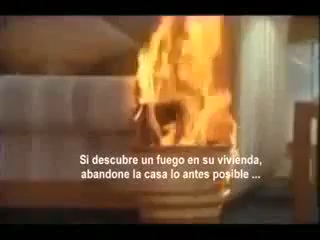 Si descubre un fuego en su vivienda,
abandone la casa lo antes posible ...